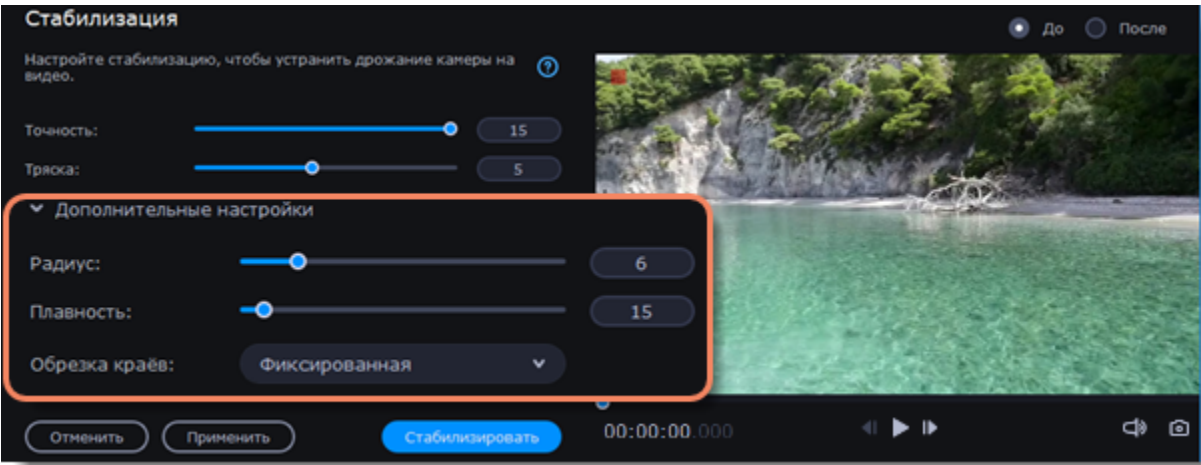 Стабилизация
До
После
Настройте стабилизацию, чтобы устранить дрожание камеры на
видео.
?
Точность: 15
Тряска: 5
Дополнительные настройки
Радиус: 6
Плавность: 15
Обрезка краёв: Фиксированная
Отменить
Применить
Стабилизировать
00:00:00.000